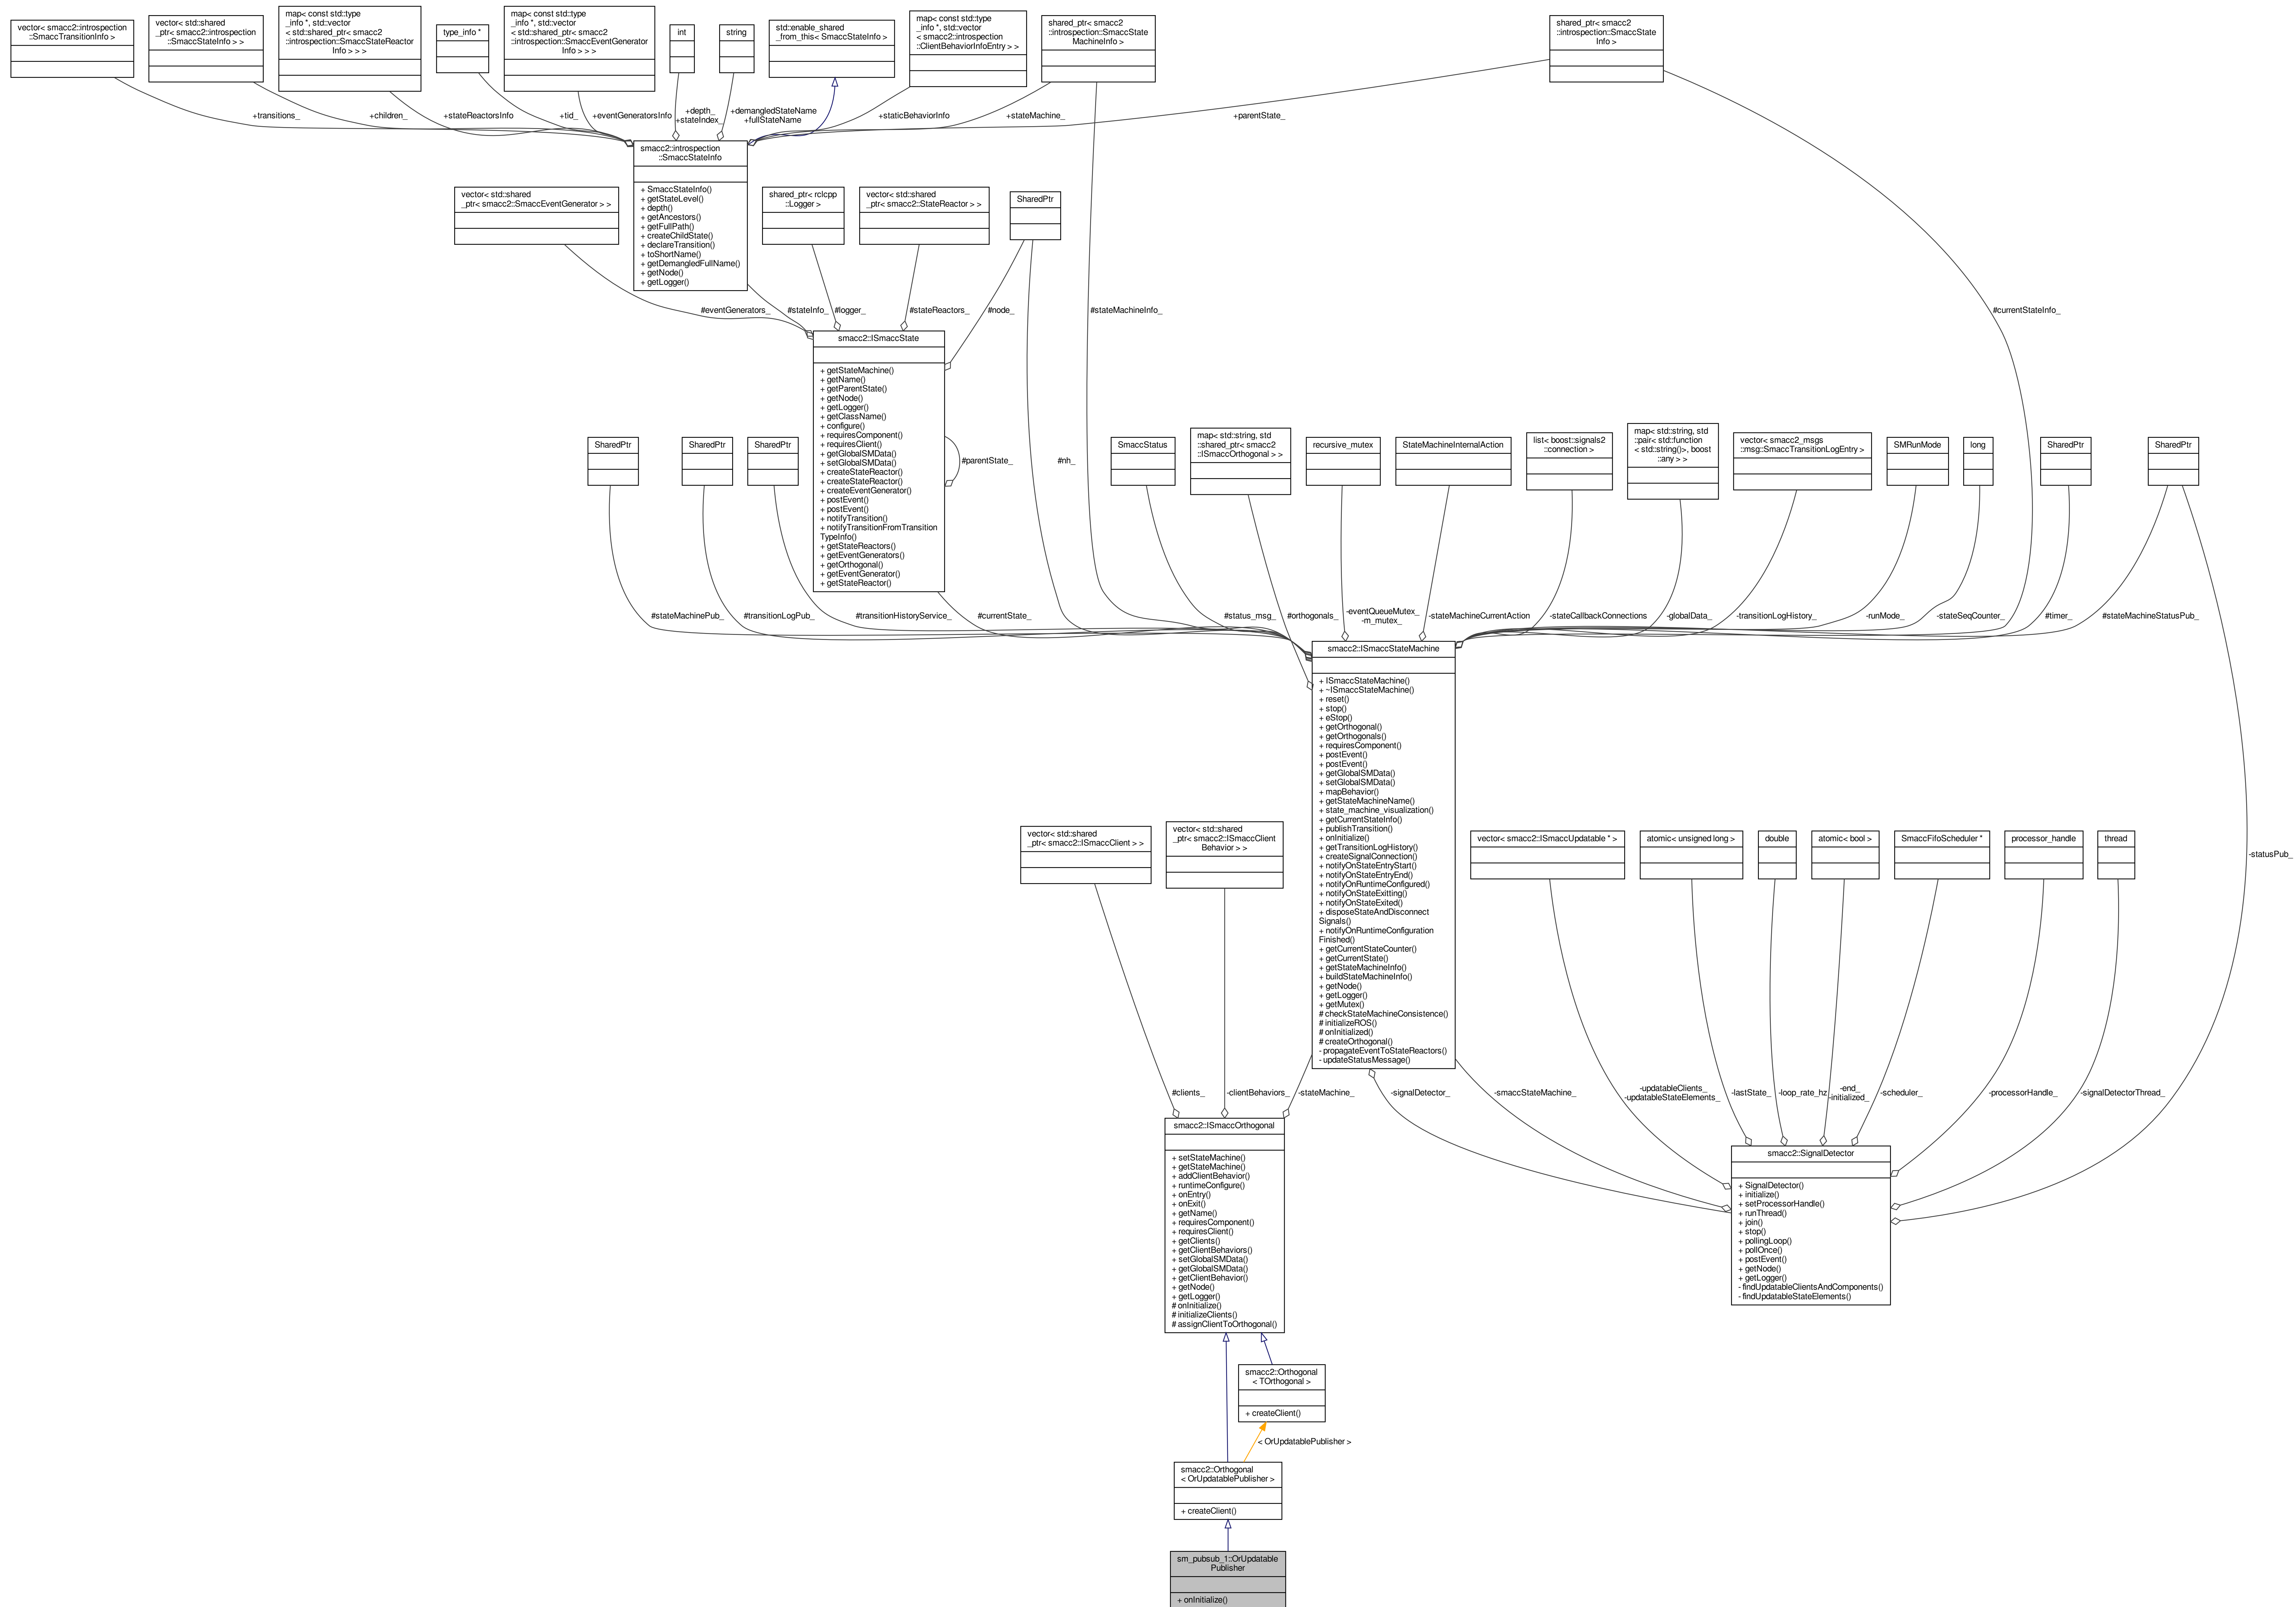 vector< smacc2::introspection
::SmaccTransitionInfo >
vector< std::shared
_ptr< smacc2::introspection
::SmaccStateInfo > >
map< const std::type
_info *, std::vector
< std::shared_ptr< smacc2
::introspection::SmaccStateReactor
Info > > >
type_info *
map< const std::type
_info *, std::vector
< std::shared_ptr< smacc2
::introspection::SmaccEventGenerator
Info > > >
int
string
std::enable_shared
_from_this< SmaccStateInfo >
map< const std::type
_info *, std::vector
< smacc2::introspection
::ClientBehaviorInfoEntry > >
shared_ptr< smacc2
::introspection::SmaccState
MachineInfo >
shared_ptr< smacc2
::introspection::SmaccState
Info >
+transitions_
+children_
+stateReactorsInfo
+tid_
+eventGeneratorsInfo
+depth_
+stateIndex_
+demangledStateName
+fullStateName
+staticBehaviorInfo
+stateMachine_
+parentState_
smacc2::introspection
::SmaccStateInfo
+ SmaccStateInfo()
+ getStateLevel()
+ depth()
+ getAncestors()
+ getFullPath()
+ createChildState()
+ declareTransition()
+ toShortName()
+ getDemangledFullName()
+ getNode()
+ getLogger()
vector< std::shared
_ptr< smacc2::SmaccEventGenerator > >
shared_ptr< rclcpp
::Logger >
vector< std::shared
_ptr< smacc2::StateReactor > >
SharedPtr
#eventGenerators_
#stateInfo_
#logger_
#stateReactors_
#node_
#stateMachineInfo_
#currentStateInfo_
smacc2::ISmaccState
+ getStateMachine()
+ getName()
+ getParentState()
+ getNode()
+ getLogger()
+ getClassName()
+ configure()
+ requiresComponent()
+ requiresClient()
+ getGlobalSMData()
+ setGlobalSMData()
+ createStateReactor()
+ createStateReactor()
+ createEventGenerator()
+ postEvent()
+ postEvent()
+ notifyTransition()
+ notifyTransitionFromTransition
TypeInfo()
+ getStateReactors()
+ getEventGenerators()
+ getOrthogonal()
+ getEventGenerator()
+ getStateReactor()
#parentState_
#nh_
SharedPtr
SharedPtr
SharedPtr
SmaccStatus
map< std::string, std
::shared_ptr< smacc2
::ISmaccOrthogonal > >
recursive_mutex
StateMachineInternalAction
list< boost::signals2
::connection >
map< std::string, std
::pair< std::function
< std::string()>, boost
::any > >
vector< smacc2_msgs
::msg::SmaccTransitionLogEntry >
SMRunMode
long
SharedPtr
SharedPtr
#stateMachinePub_
#transitionLogPub_
#transitionHistoryService_
#currentState_
#status_msg_
#orthogonals_
-eventQueueMutex_
-m_mutex_
-stateMachineCurrentAction
-stateCallbackConnections
-globalData_
-transitionLogHistory_
-runMode_
-stateSeqCounter_
#timer_
#stateMachineStatusPub_
smacc2::ISmaccStateMachine
+ ISmaccStateMachine()
+ ~ISmaccStateMachine()
+ reset()
+ stop()
+ eStop()
+ getOrthogonal()
+ getOrthogonals()
+ requiresComponent()
+ postEvent()
+ postEvent()
+ getGlobalSMData()
+ setGlobalSMData()
+ mapBehavior()
+ getStateMachineName()
+ state_machine_visualization()
+ getCurrentStateInfo()
+ publishTransition()
+ onInitialize()
+ getTransitionLogHistory()
+ createSignalConnection()
+ notifyOnStateEntryStart()
+ notifyOnStateEntryEnd()
+ notifyOnRuntimeConfigured()
+ notifyOnStateExitting()
+ notifyOnStateExited()
+ disposeStateAndDisconnect
Signals()
+ notifyOnRuntimeConfiguration
Finished()
+ getCurrentStateCounter()
+ getCurrentState()
+ getStateMachineInfo()
+ buildStateMachineInfo()
+ getNode()
+ getLogger()
+ getMutex()
# checkStateMachineConsistence()
# initializeROS()
# onInitialized()
# createOrthogonal()
- propagateEventToStateReactors()
- updateStatusMessage()
vector< std::shared
_ptr< smacc2::ISmaccClient > >
vector< std::shared
_ptr< smacc2::ISmaccClient
Behavior > >
vector< smacc2::ISmaccUpdatable * >
atomic< unsigned long >
double
atomic< bool >
SmaccFifoScheduler *
processor_handle
thread
-statusPub_
#clients_
-clientBehaviors_
-stateMachine_
-signalDetector_
-smaccStateMachine_
-updatableClients_
-updatableStateElements_
-lastState_
-loop_rate_hz
-end_
-initialized_
-scheduler_
-processorHandle_
-signalDetectorThread_
smacc2::ISmaccOrthogonal
+ setStateMachine()
+ getStateMachine()
+ addClientBehavior()
+ runtimeConfigure()
+ onEntry()
+ onExit()
+ getName()
+ requiresComponent()
+ requiresClient()
+ getClients()
+ getClientBehaviors()
+ setGlobalSMData()
+ getGlobalSMData()
+ getClientBehavior()
+ getNode()
+ getLogger()
# onInitialize()
# initializeClients()
# assignClientToOrthogonal()
smacc2::SignalDetector
+ SignalDetector()
+ initialize()
+ setProcessorHandle()
+ runThread()
+ join()
+ stop()
+ pollingLoop()
+ pollOnce()
+ postEvent()
+ getNode()
+ getLogger()
- findUpdatableClientsAndComponents()
- findUpdatableStateElements()
smacc2::Orthogonal
< TOrthogonal >
+ createClient()
< OrUpdatablePublisher >
smacc2::Orthogonal
< OrUpdatablePublisher >
+ createClient()
sm_pubsub_1::OrUpdatable
Publisher
+ onInitialize()